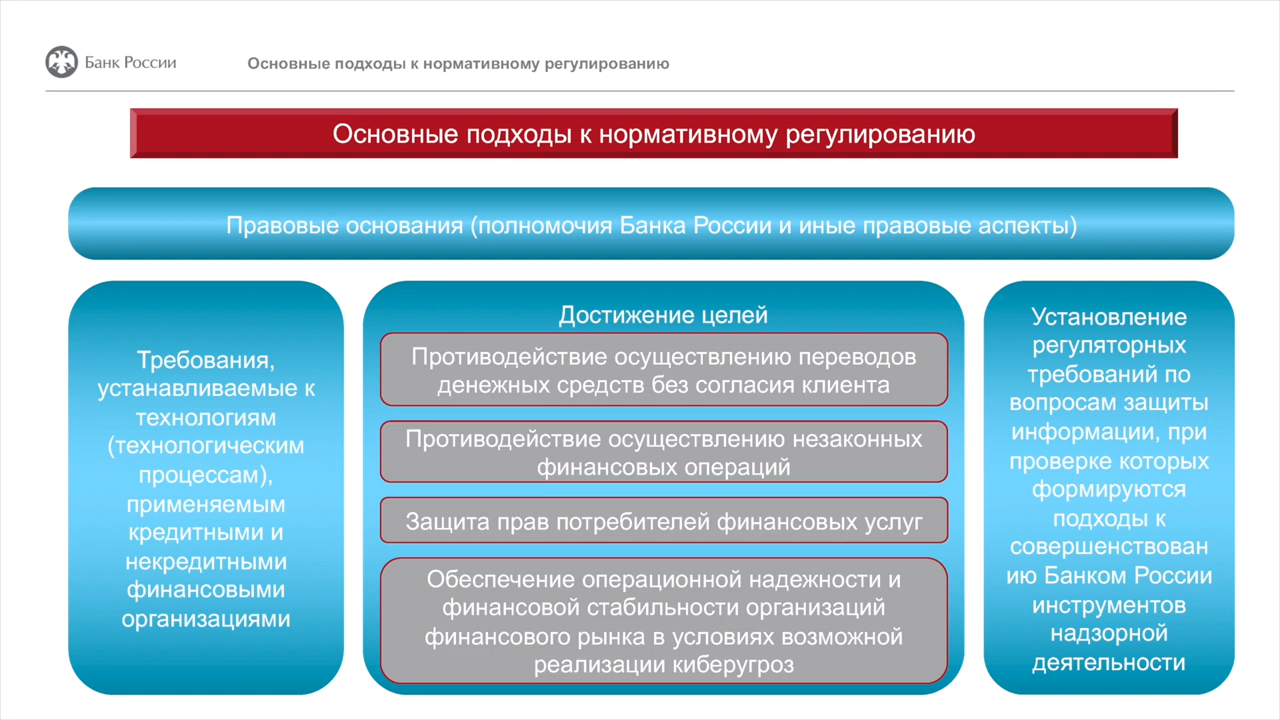 Банк России
Основные подходы к нормативному регулированию
Основные подходы к нормативному регулированию
Правовые основания (полномочия Банка России и иные правовые аспекты)
Требования,
устанавливаемые к
технологиям
(технологическим
процессам),
применяемым
кредитными и
некредитными
финансовыми
организациями
Достижение целей
Противодействие осуществлению переводов
денежных средств без согласия клиента
Противодействие осуществлению незаконных
финансовых операций
Защита прав потребителей финансовых услуг
Обеспечение операционной надежности и
финансовой стабильности организаций
финансового рынка в условиях возможной
реализации киберугроз
Установление
регуляторных
требований по
вопросам защиты
информации, при
проверке которых
формируются
подходы к
совершенствован
ию Банком России
инструментов
надзорной
деятельности